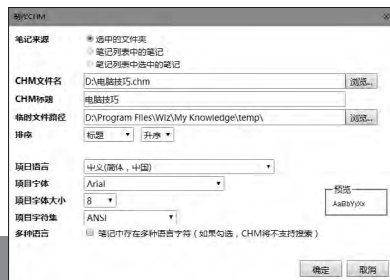 制作CHM
笔记来源 选中的文件夹
笔记列表中的笔记
笔记列表中选中的笔记
CHM文件名 D:\电脑技巧.chm 浏览...
CHM标题 电脑技巧
临时文件路径 D:\Program Files\Wiz\My Knowledge\temp\ 浏览...
排序 标题 升序
项目语言 中文(简体，中国)
项目字体 Arial
项目字体大小 8
项目字符集 ANSI
预览
AaBbYyXx
多种语言 笔记中存在多种语言字符（如果勾选，CHM将不支持搜索）
确定 取消